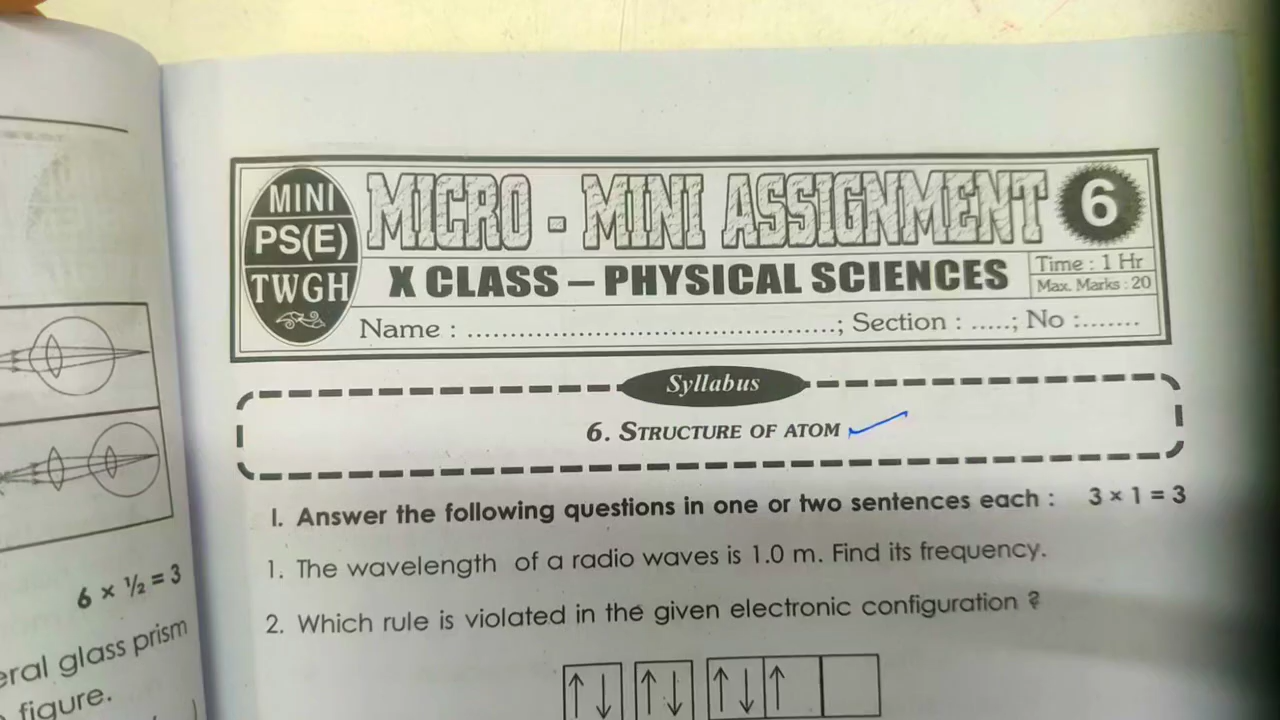 MINI
PS(E)
TWGH
MICRO - MINI ASSIGNMENT 6
X CLASS – PHYSICAL SCIENCES
Time : 1 Hr
Max. Marks : 20
Name : ..........................................; Section : .....; No :.......
Syllabus
6. STRUCTURE OF ATOM
I. Answer the following questions in one or two sentences each : 3 × 1 = 3
1. The wavelength of a radio waves is 1.0 m. Find its frequency.
2. Which rule is violated in the given electronic configuration ?
6 × ½ = 3
glass prism
figure.